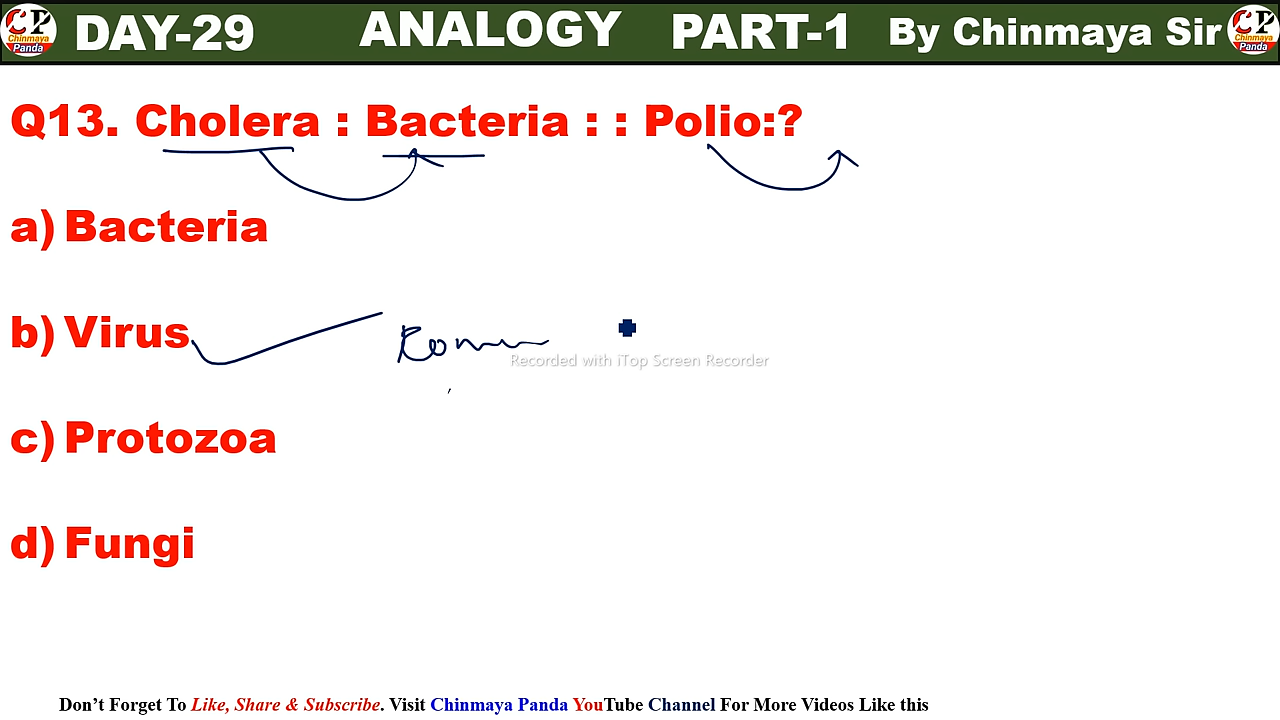 DAY-29 ANALOGY PART-1 By Chinmaya Sir
CP Chinmaya Panda
CP Chinmaya Panda
Q13. Cholera : Bacteria : : Polio:?
a) Bacteria
b) Virus
Recorded with iTop Screen Recorder
c) Protozoa
d) Fungi
Don't Forget To Like, Share & Subscribe. Visit Chinmaya Panda YouTube Channel For More Videos Like this